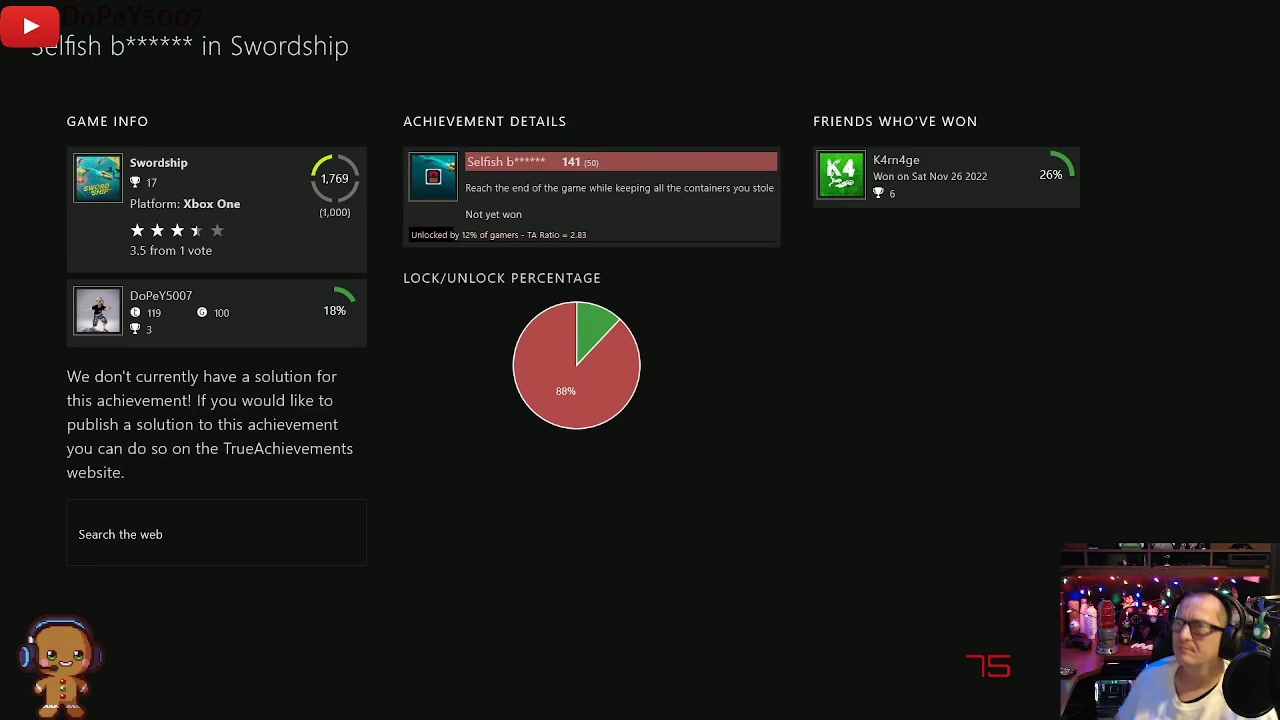 DoPeY5007
Selfish b****** in Swordship
GAME INFO
Swordship
17
Platform: Xbox One
3.5 from 1 vote
1,769
(1,000)
DoPeY5007
119
G 100
3
18%
We don't currently have a solution for
this achievement! If you would like to
publish a solution to this achievement
you can do so on the TrueAchievements
website.
Search the web
ACHIEVEMENT DETAILS
Selfish b****** 141 (50)
Reach the end of the game while keeping all the containers you stole
Not yet won
Unlocked by 12% of gamers - TA Ratio = 2.83
LOCK/UNLOCK PERCENTAGE
88%
FRIENDS WHO'VE WON
K4
K4rn4ge
Won on Sat Nov 26 2022
6
26%
75